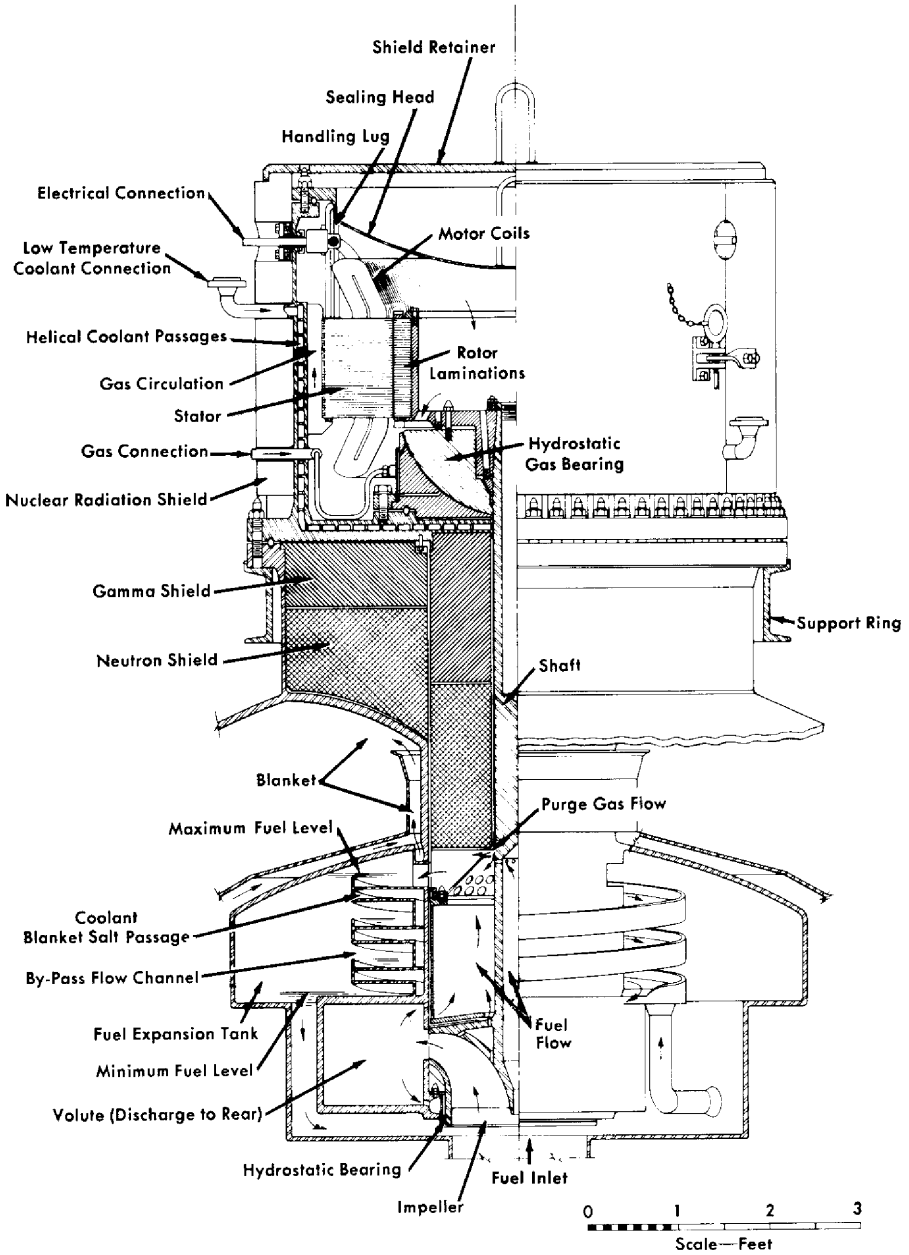 Shield Retainer
Sealing Head
Handling Lug
Electrical Connection
Motor Coils
Low Temperature
Coolant Connection
Helical Coolant Passages
Rotor
Laminations
Gas Circulation
Stator
Hydrostatic
Gas Bearing
Gas Connection
Nuclear Radiation Shield
Gamma Shield
Support Ring
Neutron Shield
Shaft
Blanket
Purge Gas Flow
Maximum Fuel Level
Coolant
Blanket Salt Passage
By-Pass Flow Channel
Fuel Expansion Tank
Fuel
Flow
Minimum Fuel Level
Volute (Discharge to Rear)
Hydrostatic Bearing
Fuel Inlet
Impeller
0 1 2 3
Scale—Feet